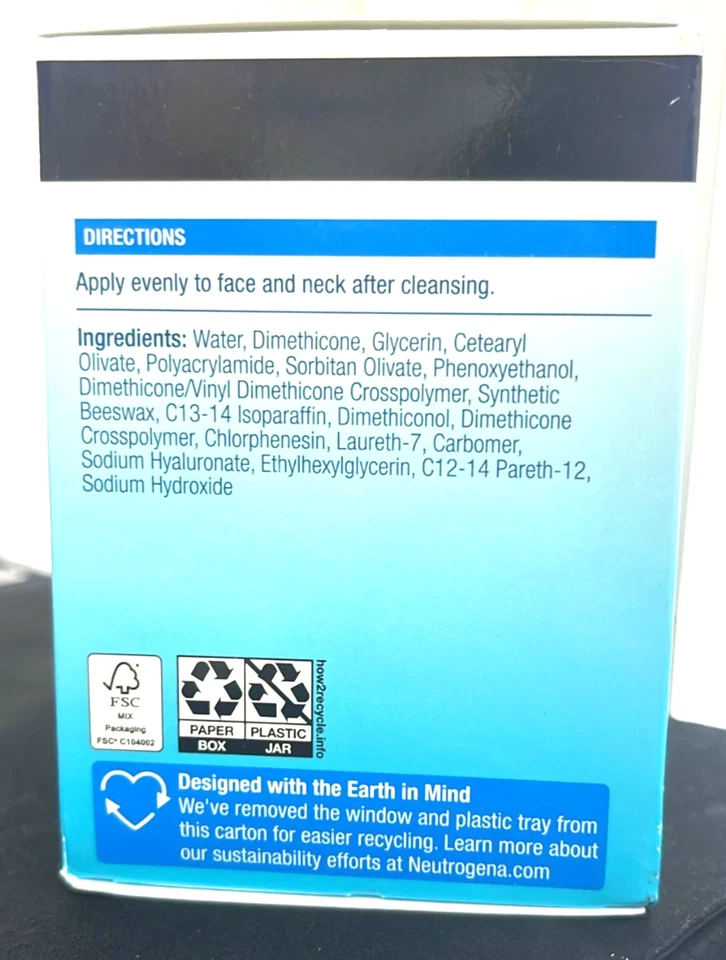 DIRECTIONS
Apply evenly to face and neck after cleansing.
Ingredients: Water, Dimethicone, Glycerin, Cetearyl
Olivate, Polyacrylamide, Sorbitan Olivate, Phenoxyethanol,
Dimethicone/Vinyl Dimethicone Crosspolymer, Synthetic
Beeswax, C13-14 Isoparaffin, Dimethiconol, Dimethicone
Crosspolymer, Chlorphenesin, Laureth-7, Carbomer,
Sodium Hyaluronate, Ethylhexylglycerin, C12-14 Pareth-12,
Sodium Hydroxide
FSC
MIX
Packaging
FSC® C104002
PAPER
BOX
PLASTIC
JAR
how2recycle.info
Designed with the Earth in Mind
We've removed the window and plastic tray from
this carton for easier recycling. Learn more about
our sustainability efforts at Neutrogena.com